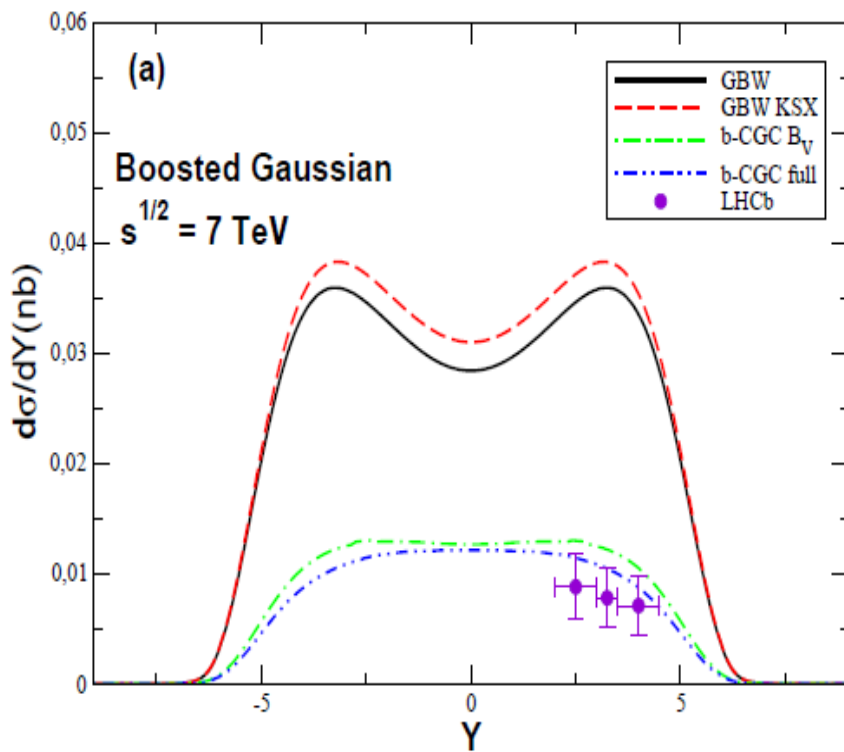 0,06
(a)
GBW
GBW KSX
b-CGC B_V
b-CGC full
LHCb
0,05
Boosted Gaussian
s^{1/2} = 7 TeV
0,04
0,03
0,02
0,01
0
-5
0
5
dσ/dY(nb)
Y